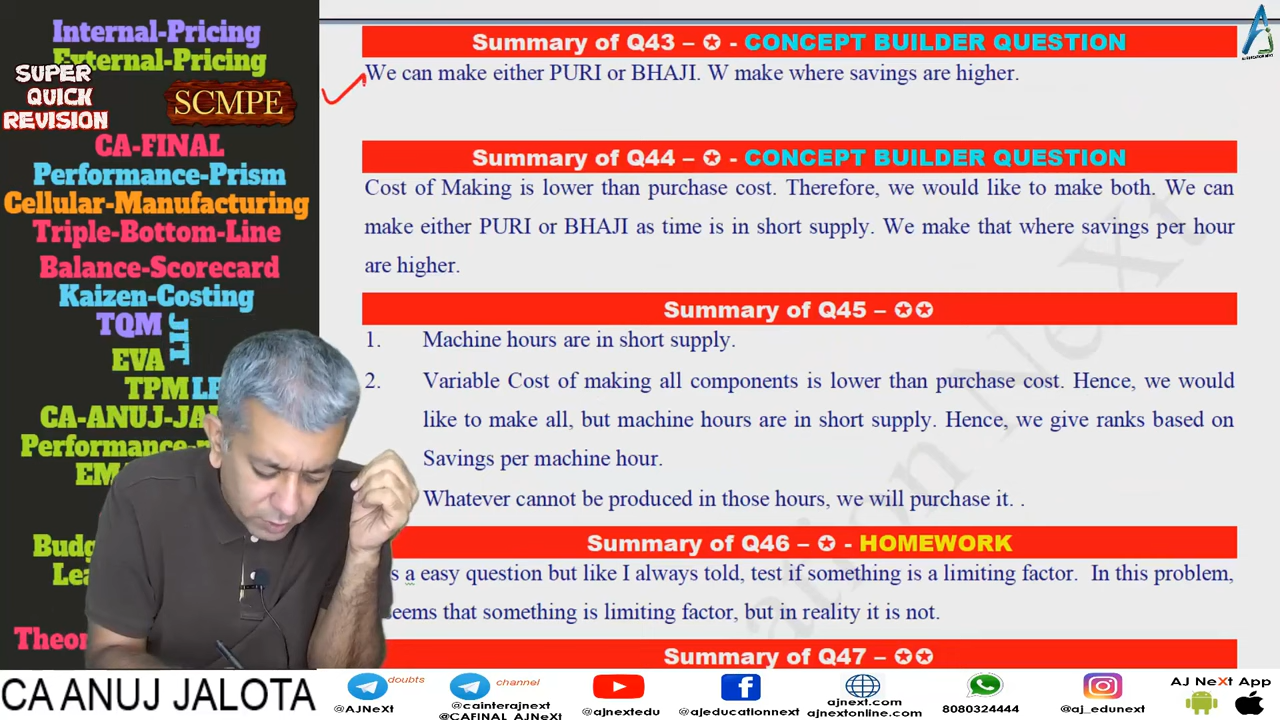 Internal-Pricing
External-Pricing
SUPER
QUICK
REVISION
SCMPE
CA-FINAL
Performance-Prism
Cellular-Manufacturing
Triple-Bottom-Line
Balance-Scorecard
Kaizen-Costing
TQM
JIT
EVA
TPM
CA-ANUJ-JA
Performance-
EM
Budg
Lea
Theor
Summary of Q43 – ✪ - CONCEPT BUILDER QUESTION
We can make either PURI or BHAJI. W make where savings are higher.
Summary of Q44 – ✪ - CONCEPT BUILDER QUESTION
Cost of Making is lower than purchase cost. Therefore, we would like to make both. We can
make either PURI or BHAJI as time is in short supply. We make that where savings per hour
are higher.
Summary of Q45 – ✪✪
1. Machine hours are in short supply.
2. Variable Cost of making all components is lower than purchase cost. Hence, we would
like to make all, but machine hours are in short supply. Hence, we give ranks based on
Savings per machine hour.
Whatever cannot be produced in those hours, we will purchase it. .
Summary of Q46 – ✪ - HOMEWORK
s a easy question but like I always told, test if something is a limiting factor. In this problem,
seems that something is limiting factor, but in reality it is not.
Summary of Q47 – ✪✪
CA ANUJ JALOTA
doubts
@AJNeXt
channel
@cainterajnext
@CAFINAL_AJNeXt
@ajnextedu
@ajeducationnext
ajnext.com
ajnextonline.com
8080324444
@aj_edunext
AJ NeXt App